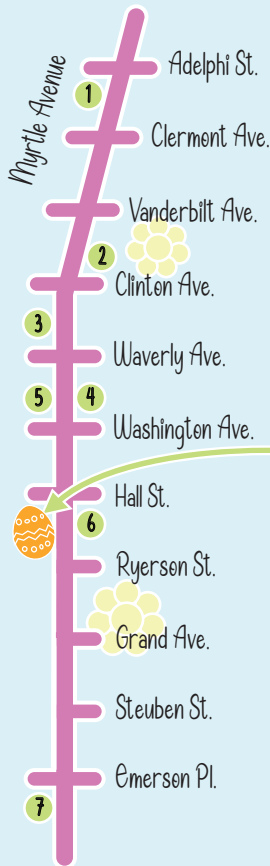 Myrtle Avenue
Adelphi St.
1
Clermont Ave.
Vanderbilt Ave.
2
Clinton Ave.
3
Waverly Ave.
5
4
Washington Ave.
Hall St.
6
Ryerson St.
Grand Ave.
Steuben St.
Emerson Pl.
7